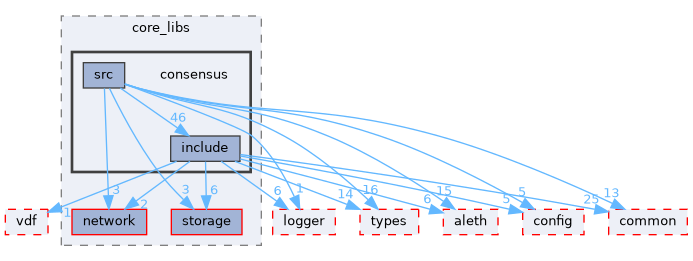 core_libs
src
consensus
46
include
3
3
6
1
14
16
6
15
5
5
25
13
1
2
6
vdf
network
storage
logger
types
aleth
config
common